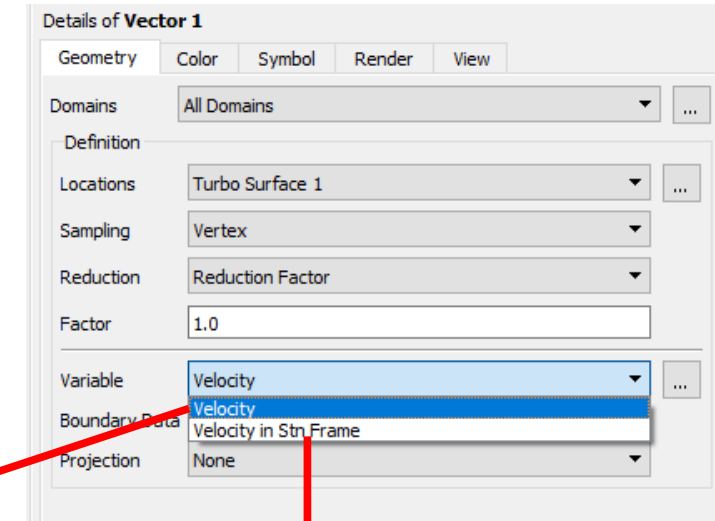 Details of Vector 1
Geometry Color Symbol Render View
Domains All Domains ...
Definition
Locations Turbo Surface 1 ...
Sampling Vertex
Reduction Reduction Factor
Factor 1.0
Variable Velocity ...
Velocity
Boundary Data
Velocity in Stn Frame
Projection None